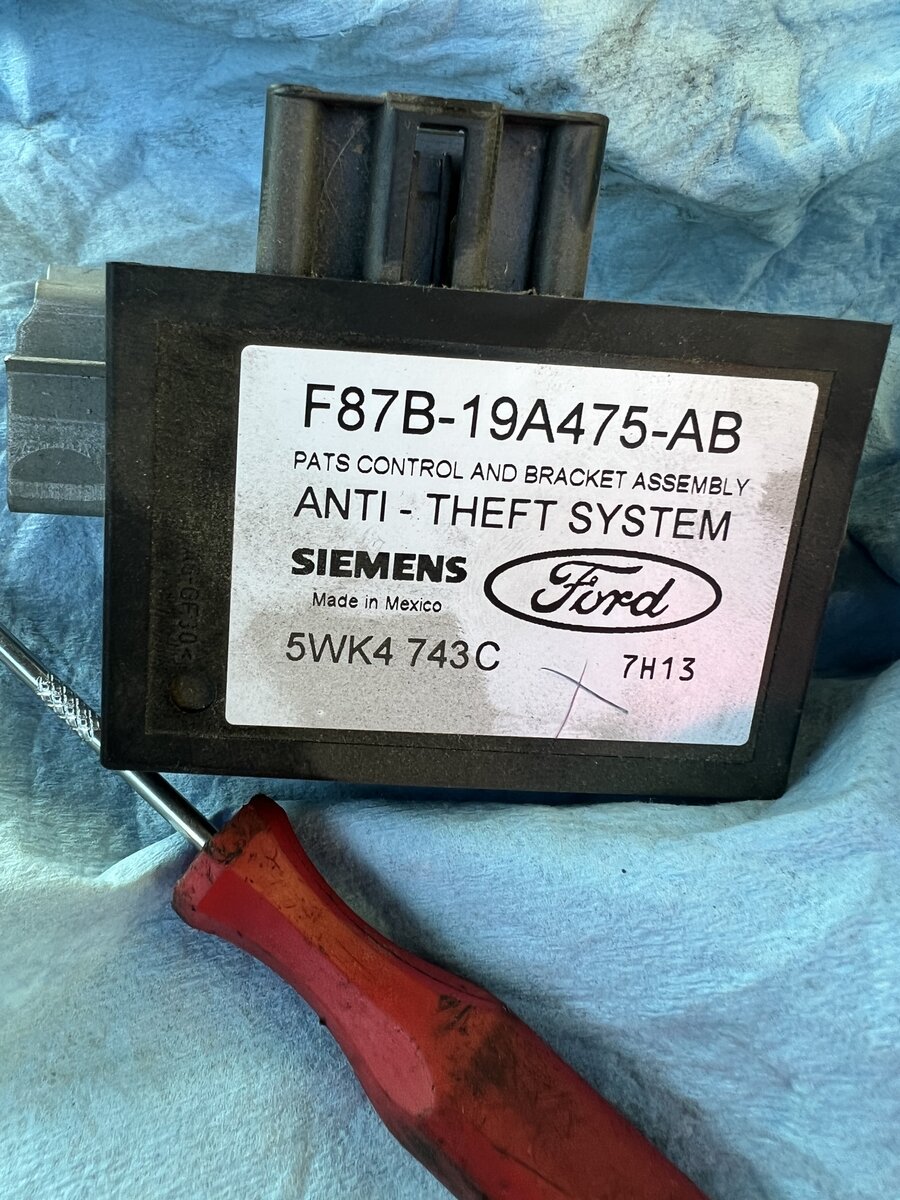 F87B-19A475-AB
PATS CONTROL AND BRACKET ASSEMBLY
ANTI - THEFT SYSTEM
SIEMENS
Ford
Made in Mexico
5WK4 743C
7H13